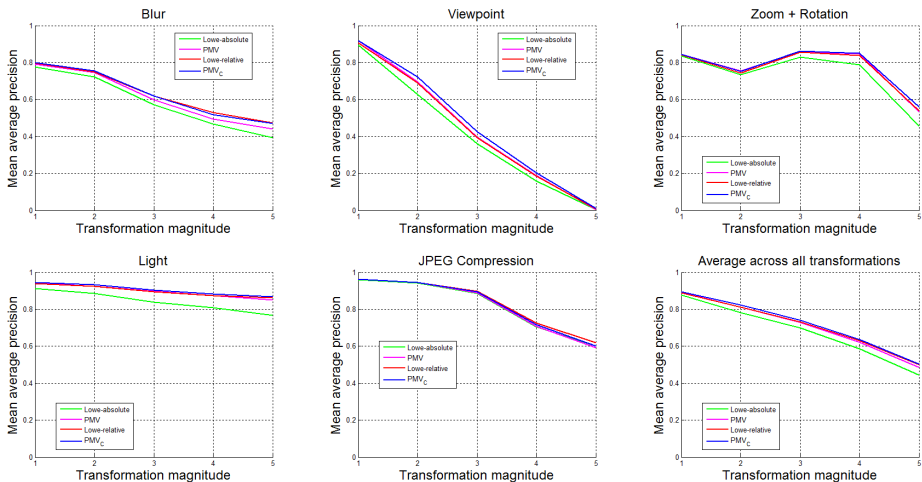 Blur
Mean average precision
1
0.8
0.6
0.4
0.2
0
Lowe-absolute
PMV
Lowe-relative
PMV_C
1 2 3 4 5
Transformation magnitude
Viewpoint
Mean average precision
1
0.8
0.6
0.4
0.2
0
Lowe-absolute
PMV
Lowe-relative
PMV_C
1 2 3 4 5
Transformation magnitude
Zoom + Rotation
Mean average precision
1
0.8
0.6
0.4
0.2
0
Lowe-absolute
PMV
Lowe-relative
PMV_C
1 2 3 4 5
Transformation magnitude
Light
Mean average precision
1
0.8
0.6
0.4
0.2
0
Lowe-absolute
PMV
Lowe-relative
PMV_C
1 2 3 4 5
Transformation magnitude
JPEG Compression
Mean average precision
1
0.8
0.6
0.4
0.2
0
Lowe-absolute
PMV
Lowe-relative
PMV_C
1 2 3 4 5
Transformation magnitude
Average across all transformations
Mean average precision
1
0.8
0.6
0.4
0.2
0
Lowe-absolute
PMV
Lowe-relative
PMV_C
1 2 3 4 5
Transformation magnitude